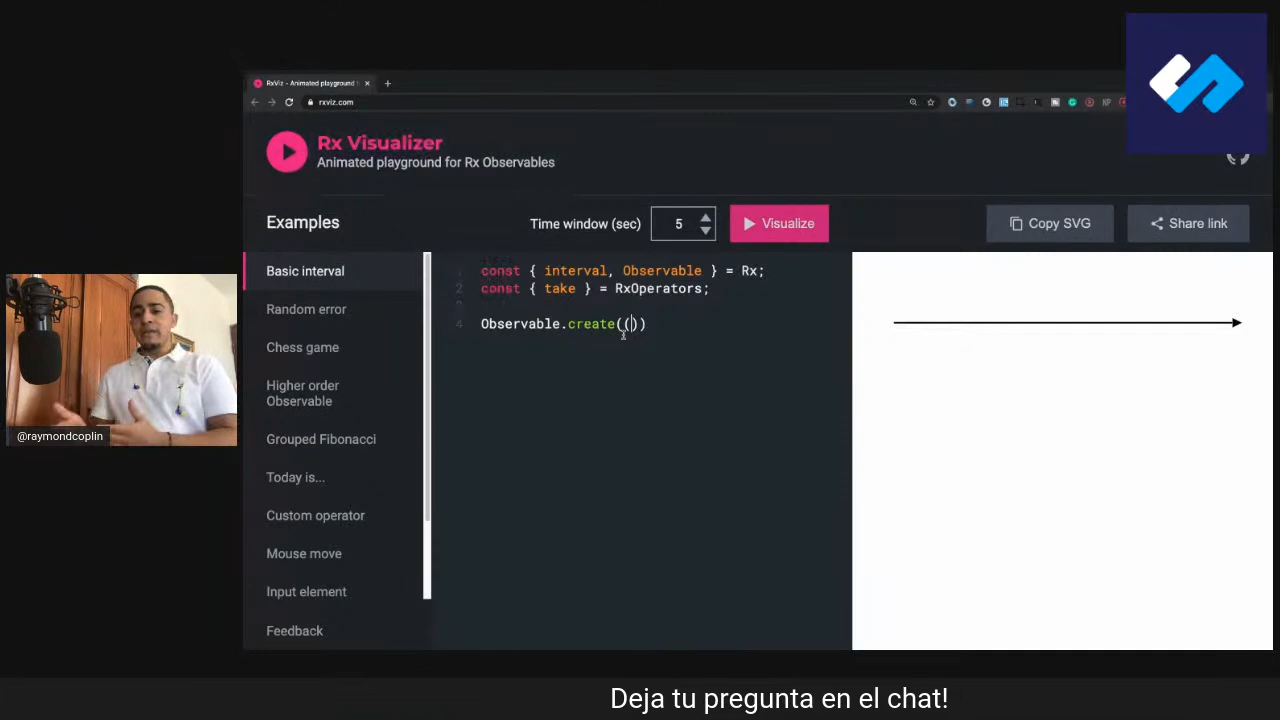 RxViz - Animated playground f
rxviz.com
Rx Visualizer
Animated playground for Rx Observables
Examples
Time window (sec)
5
Visualize
Copy SVG
Share link
Basic interval
Random error
Chess game
Higher order
Observable
Grouped Fibonacci
Today is...
Custom operator
Mouse move
Input element
Feedback
const { interval, Observable } = Rx;
2 const { take } = RxOperators;
4 Observable.create(())
@raymondcoplin
Deja tu pregunta en el chat!